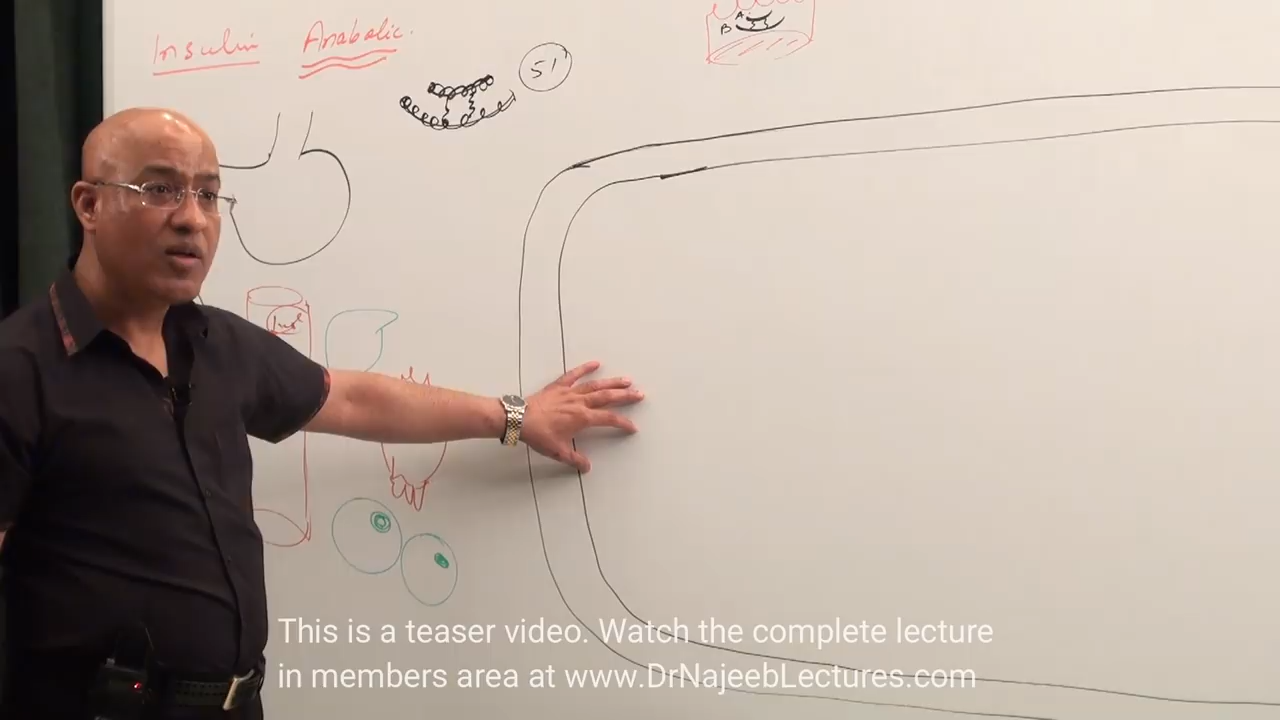 Insulin Anabolic.
51
A
B
This is a teaser video. Watch the complete lecture
in members area at www.DrNajeebLectures.com